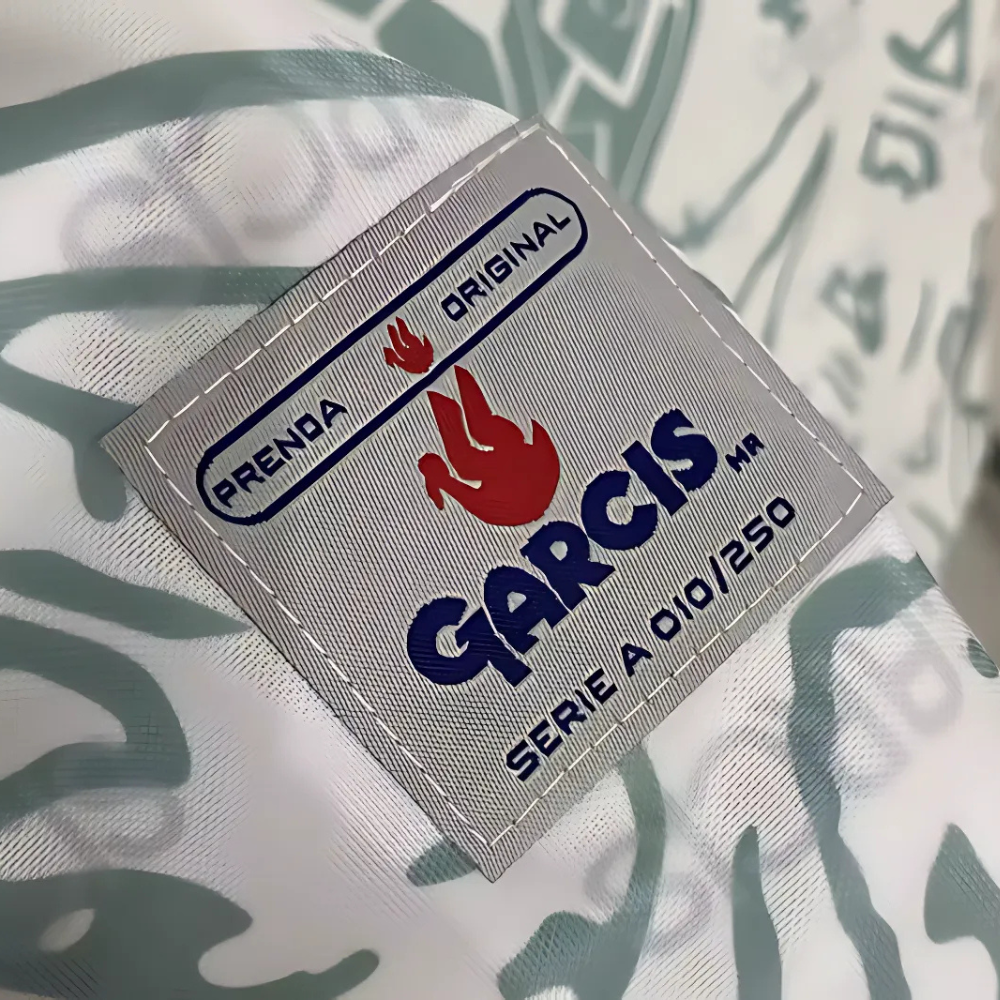 PRENDA ORIGINAL
GARCIS MR
SERIE A 010/250